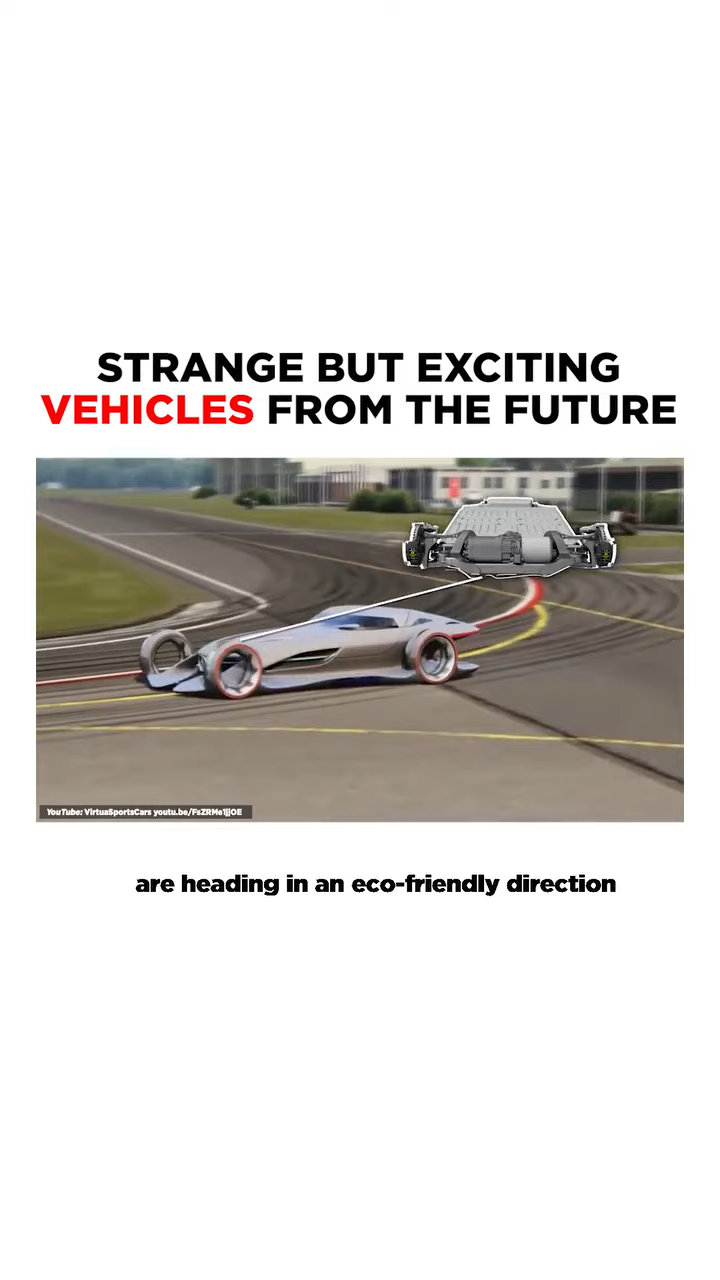 STRANGE BUT EXCITING
VEHICLES FROM THE FUTURE
YouTube: VirtuaSportsCars youtu.be/FsZRMe1jjOE
are heading in an eco-friendly direction